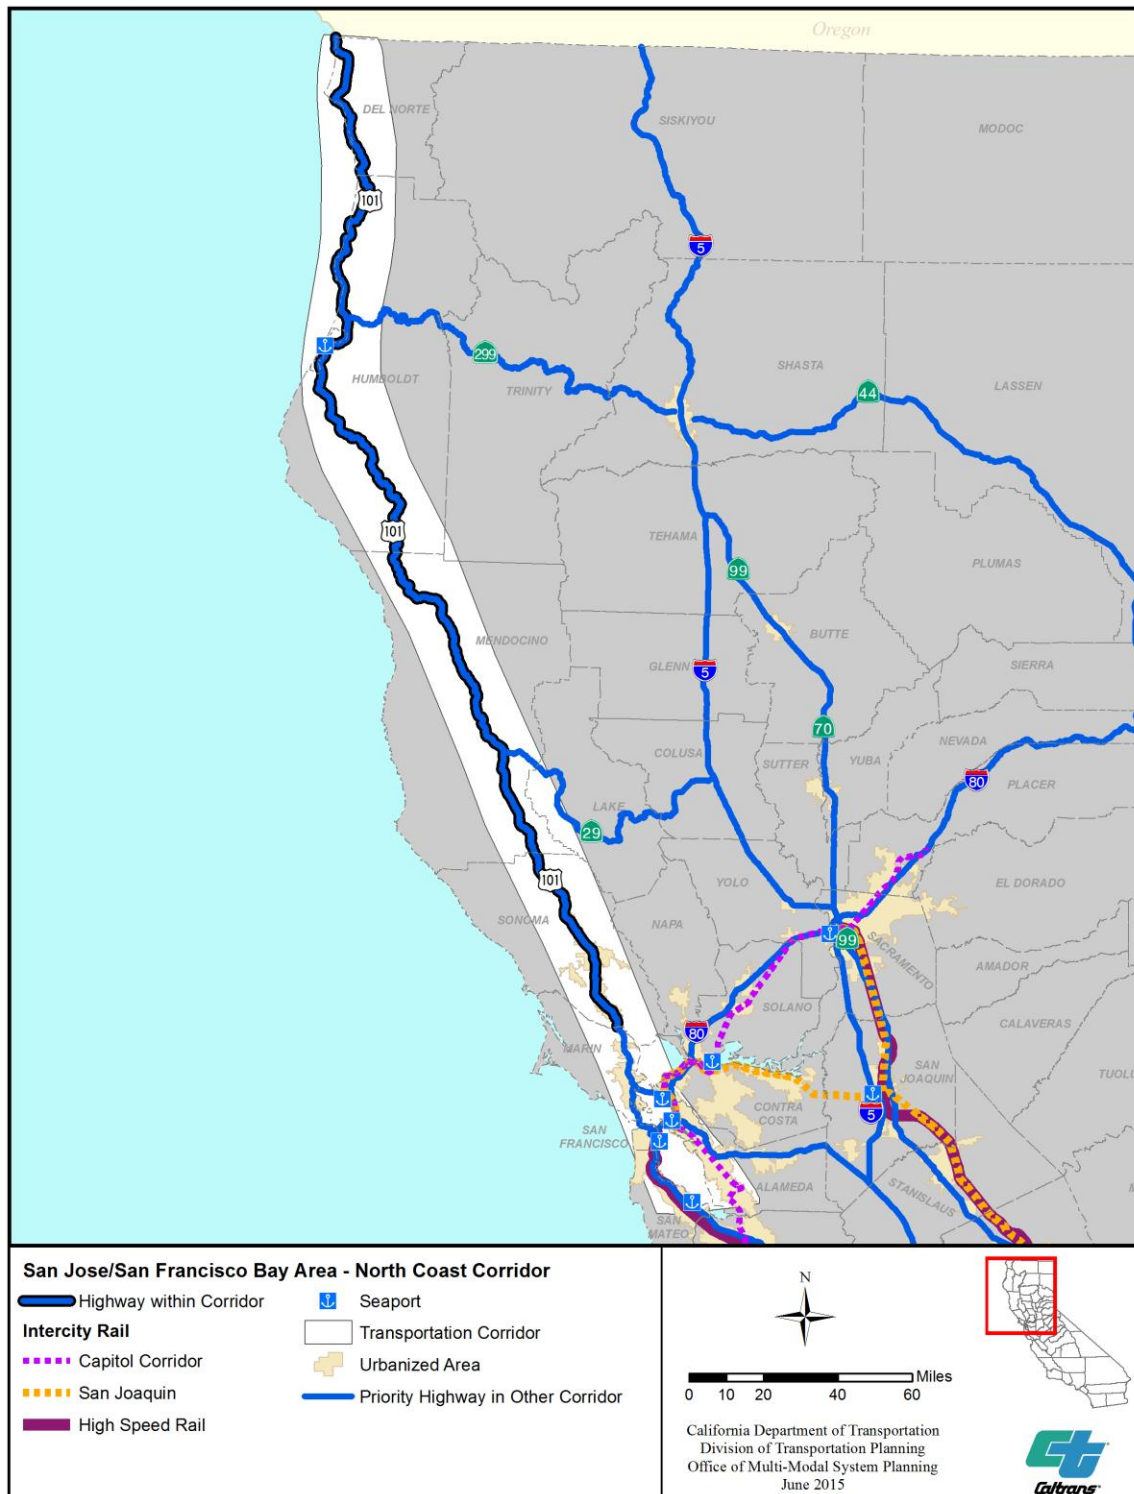 Oregon
DEL NORTE
SISKIYOU
MODOC
101
5
299
HUMBOLDT
TRINITY
SHASTA
44
LASSEN
101
TEHAMA
99
PLUMAS
MENDOCINO
BUTTE
GLENN
5
SIERRA
70
COLUSA
SUTTER
YUBA
NEVADA
80
PLACER
LAKE
29
101
YOLO
EL DORADO
SONOMA
NAPA
99
SACRAMENTO
AMADOR
SOLANO
80
CALAVERAS
MARIN
SAN
JOAQUIN
TUOLU
CONTRA
COSTA
5
SAN
FRANCISCO
ALAMEDA
STANISLAUS
M
SAN
MATEO
San Jose/San Francisco Bay Area - North Coast Corridor
Highway within Corridor
Seaport
Intercity Rail
Transportation Corridor
Capitol Corridor
Urbanized Area
San Joaquin
Priority Highway in Other Corridor
High Speed Rail
N
Miles
0 10 20 40 60
California Department of Transportation
Division of Transportation Planning
Office of Multi-Modal System Planning
June 2015
ct
Caltrans